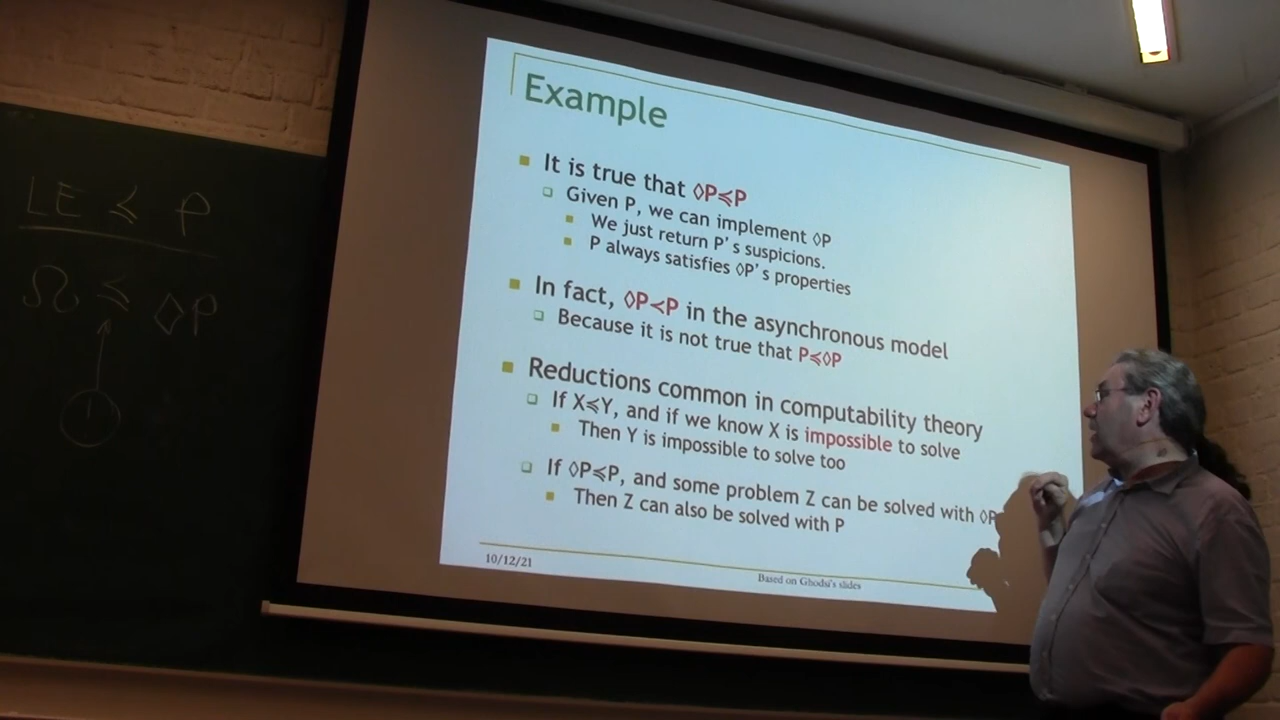 LE ≼ P
Ω ≼ ◊P
1
Example
It is true that ◊P≼P
Given P, we can implement ◊P
We just return P's suspicions.
P always satisfies ◊P's properties
In fact, ◊P≺P in the asynchronous model
Because it is not true that P≼◊P
Reductions common in computability theory
If X≼Y, and if we know X is impossible to solve
Then Y is impossible to solve too
If ◊P≼P, and some problem Z can be solved with ◊P
Then Z can also be solved with P
10/12/21
Based on Ghodsi's slides